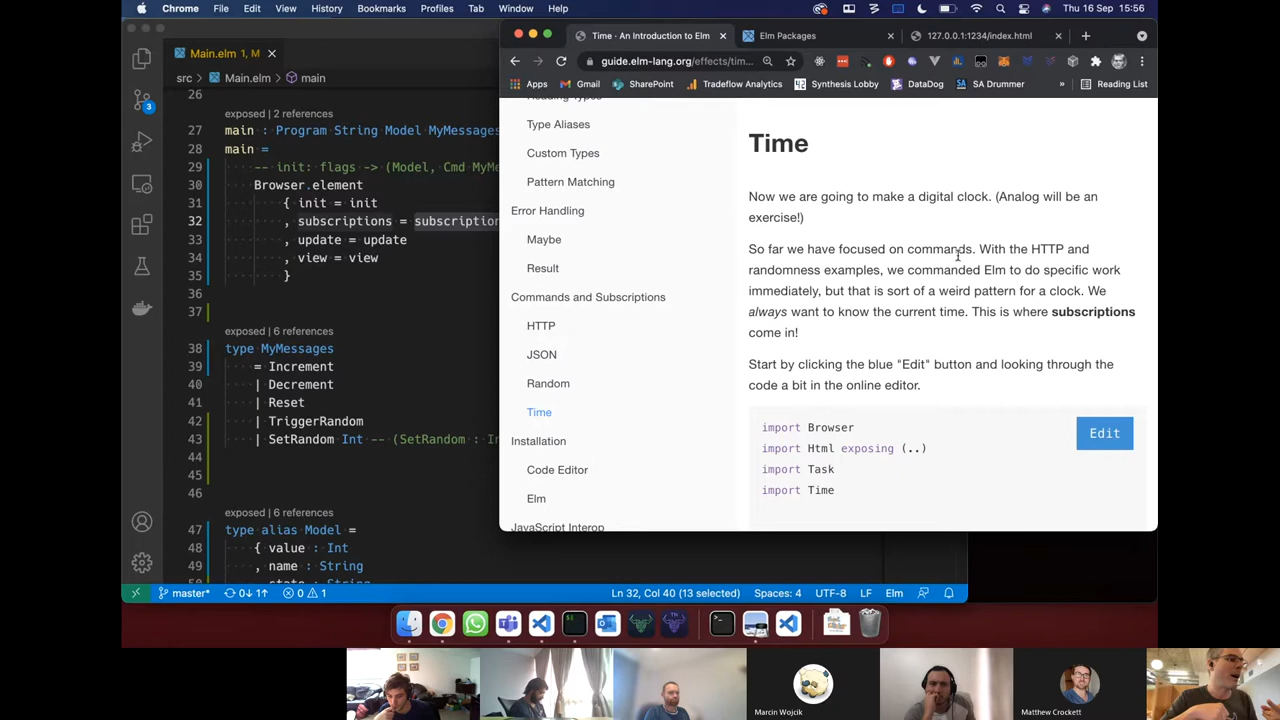 Chrome File Edit View History Bookmarks Profiles Tab Window Help
Thu 16 Sep 15:56
Main.elm 1, M
src > Main.elm > main
26
exposed | 2 references
27 main : Program String Model MyMessages
28 main =
29 -- init: flags -> (Model, Cmd MyM
30 Browser.element
31 { init = init
32 , subscriptions = subscription
33 , update = update
34 , view = view
35 }
36
37
exposed | 6 references
38 type MyMessages
39 = Increment
40 | Decrement
41 | Reset
42 | TriggerRandom
43 | SetRandom Int -- (SetRandom : In
44
45
46
exposed | 6 references
47 type alias Model =
48 { value : Int
49 , name : String
50 , state : String
3
master* 0↓ 1↑ 0 1
Ln 32, Col 40 (13 selected) Spaces: 4 UTF-8 LF Elm
Time · An Introduction to Elm
Elm Packages
127.0.0.1:1234/index.html
guide.elm-lang.org/effects/tim...
Apps Gmail SharePoint Tradeflow Analytics Synthesis Lobby DataDog SA Drummer » Reading List
Reading Types
Type Aliases
Custom Types
Pattern Matching
Error Handling
Maybe
Result
Commands and Subscriptions
HTTP
JSON
Random
Time
Installation
Code Editor
Elm
JavaScript Interop
Time
Now we are going to make a digital clock. (Analog will be an
exercise!)
So far we have focused on commands. With the HTTP and
randomness examples, we commanded Elm to do specific work
immediately, but that is sort of a weird pattern for a clock. We
always want to know the current time. This is where subscriptions
come in!
Start by clicking the blue "Edit" button and looking through the
code a bit in the online editor.
import Browser
import Html exposing (..)
import Task
import Time
Edit
Marcin Wojcik
Matthew Crockett